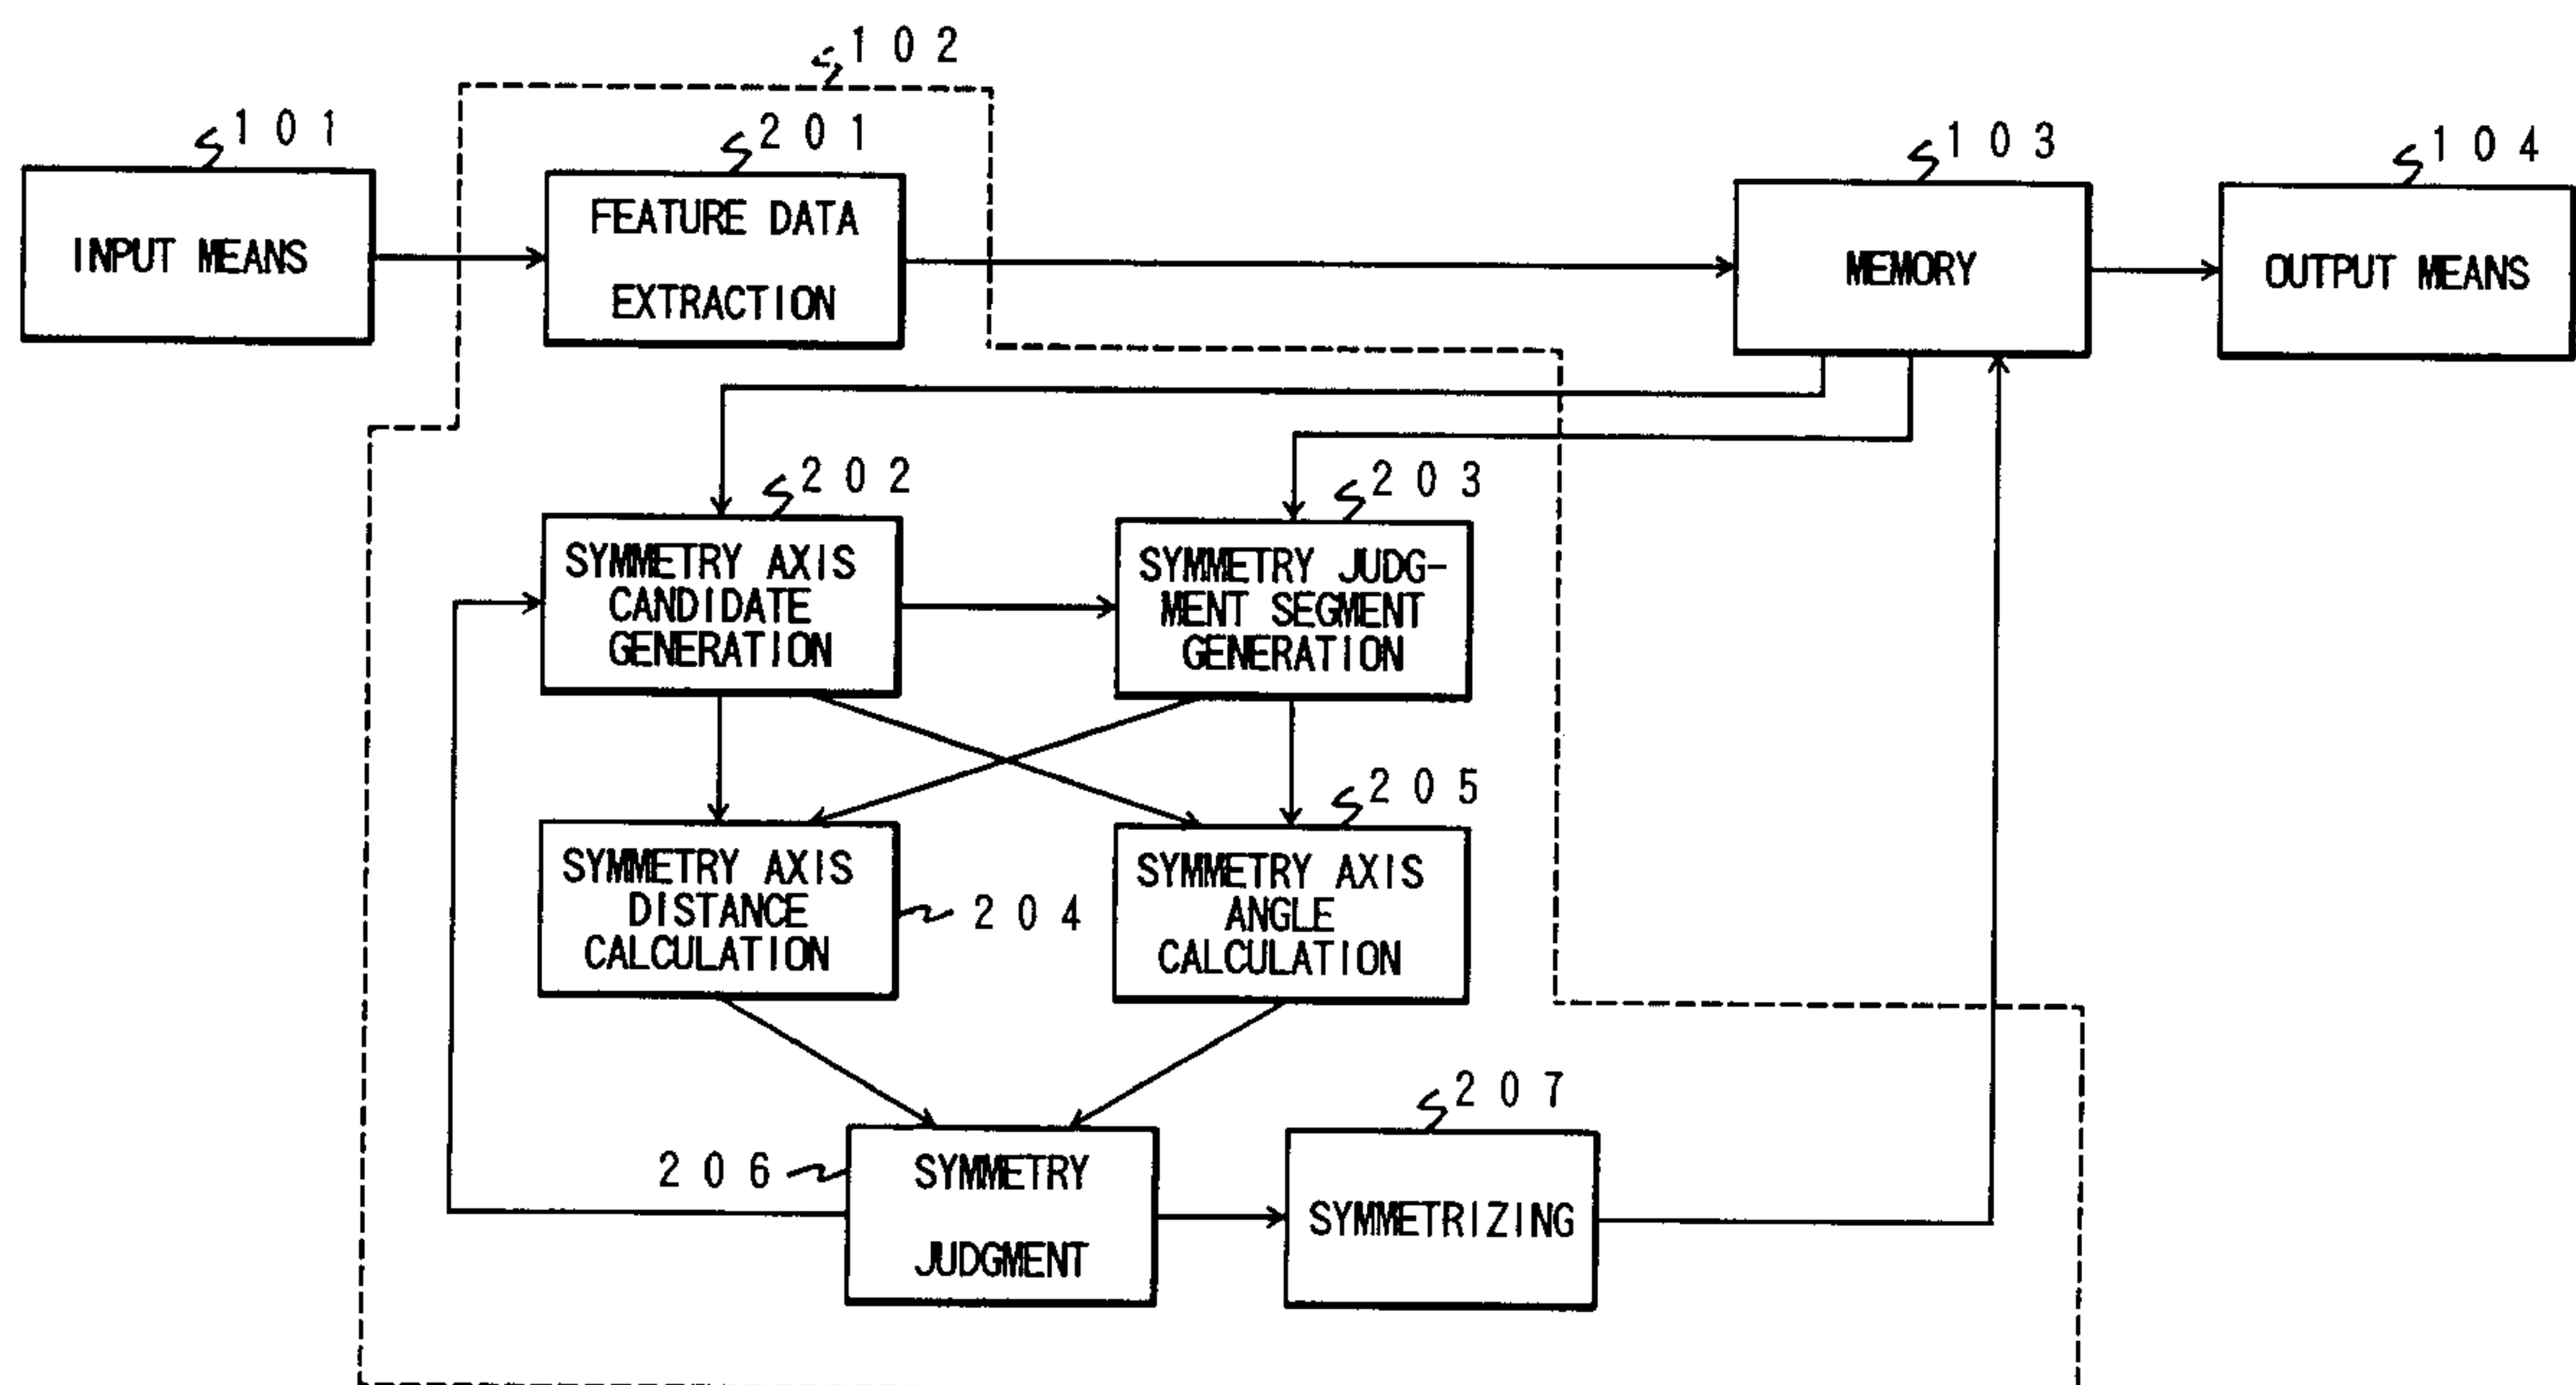 102
101
INPUT MEANS
201
FEATURE DATA
EXTRACTION
103
MEMORY
104
OUTPUT MEANS
202
SYMMETRY AXIS
CANDIDATE
GENERATION
203
SYMMETRY JUDG-
MENT SEGMENT
GENERATION
SYMMETRY AXIS
DISTANCE
CALCULATION
204
205
SYMMETRY AXIS
ANGLE
CALCULATION
206
SYMMETRY
JUDGMENT
207
SYMMETRIZING